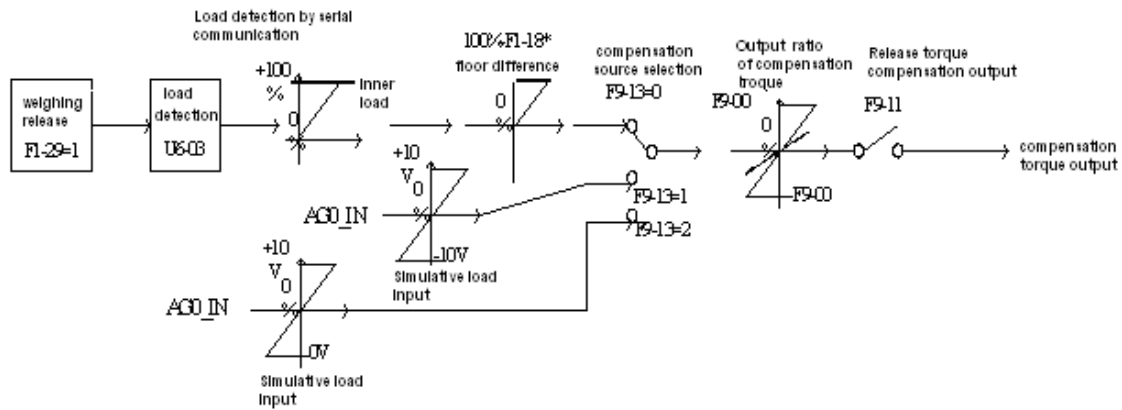 Load detection by serial
communication
100%F1-18*
floor difference
compensation
source selection
F9-13=0
Output ratio
of compensation
troque
Release torque
compensation output
weighing
release
F1-29=1
load
detection
U6-03
+100
%
0
%
Inner
load
0
%
F9-00
0
%
F9-00
F9-11
compensation
torque output
+10
V
0
%
-10V
AG0_IN
Simulative load
Input
F9-13=1
F9-13=2
+10
V
0
%
0V
AG0_IN
Simulative load
Input